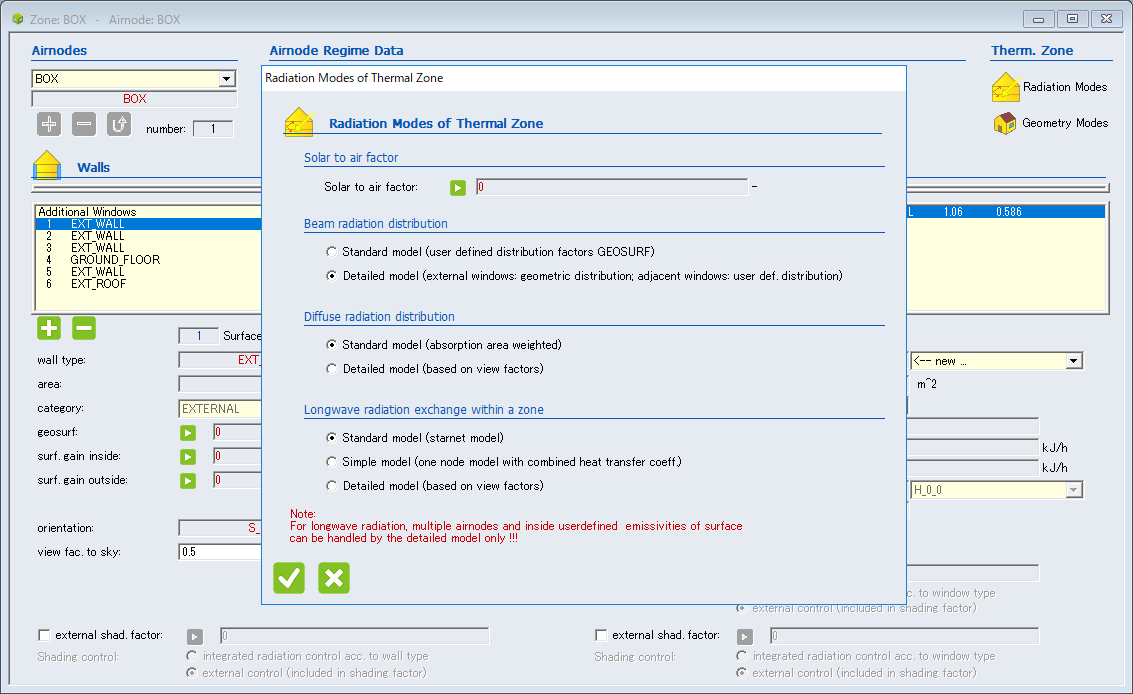 Zone: BOX - Airnode: BOX
Airnodes
Airnode Regime Data
Therm. Zone
BOX
BOX
number: 1
Radiation Modes
Geometry Modes
Walls
Additional Windows
1 EXT_WALL
2 EXT_WALL
3 EXT_WALL
4 GROUND_FLOOR
5 EXT_WALL
6 EXT_ROOF
L 1.06 0.586
1 Surface
wall type: EXT_
area:
category: EXTERNAL
geosurf: 0
surf. gain inside: 0
surf. gain outside: 0
orientation: S_
view fac. to sky: 0.5
<-- new ...
m^2
kJ/h
kJ/h
H_0_0
Radiation Modes of Thermal Zone
Radiation Modes of Thermal Zone
Solar to air factor
Solar to air factor: 0 -
Beam radiation distribution
Standard model (user defined distribution factors GEOSURF)
Detailed model (external windows: geometric distribution; adjacent windows: user def. distribution)
Diffuse radiation distribution
Standard model (absorption area weighted)
Detailed model (based on view factors)
Longwave radiation exchange within a zone
Standard model (starnet model)
Simple model (one node model with combined heat transfer coeff.)
Detailed model (based on view factors)
Note:
For longwave radiation, multiple airnodes and inside userdefined emissivities of surface
can be handled by the detailed model only !!!
c. to window type
external control (included in shading factor)
external shad. factor: 0
Shading control:
integrated radiation control acc. to wall type
external control (included in shading factor)
external shad. factor: 0
Shading control:
integrated radiation control acc. to window type
external control (included in shading factor)